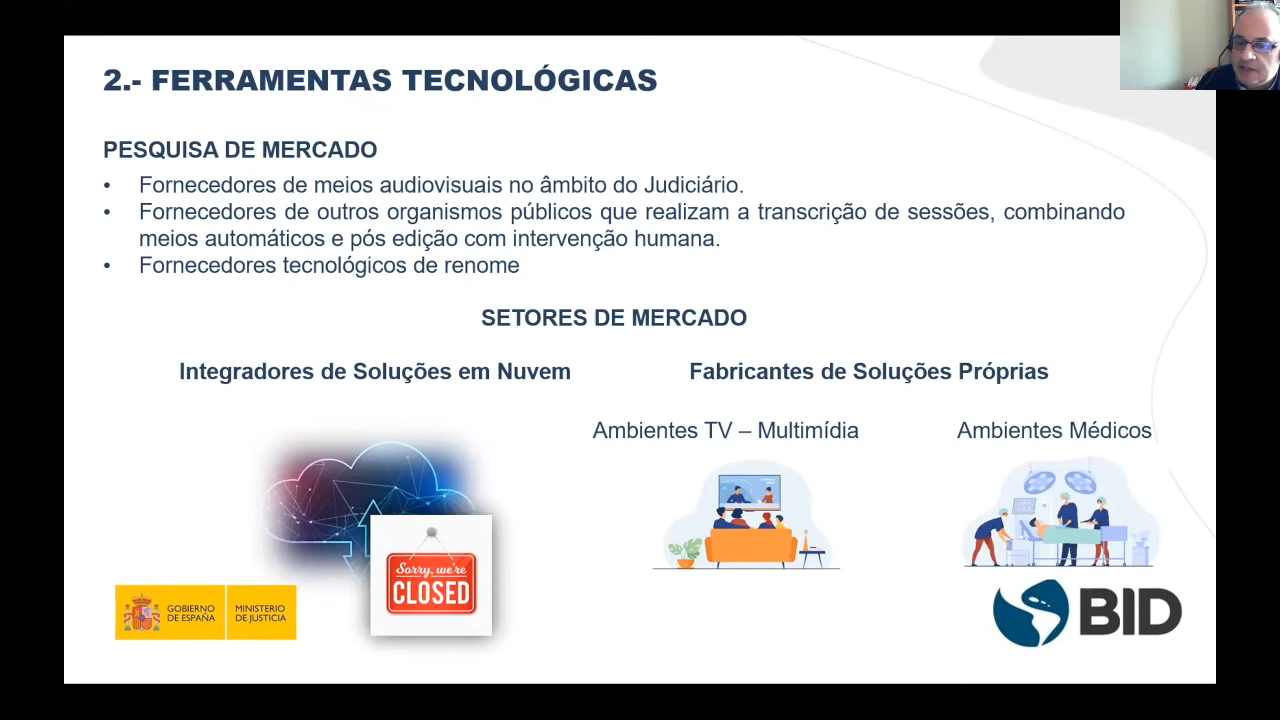 2.- FERRAMENTAS TECNOLÓGICAS
PESQUISA DE MERCADO
• Fornecedores de meios audiovisuais no âmbito do Judiciário.
• Fornecedores de outros organismos públicos que realizam a transcrição de sessões, combinando
meios automáticos e pós edição com intervenção humana.
• Fornecedores tecnológicos de renome
SETORES DE MERCADO
Integradores de Soluções em Nuvem
Fabricantes de Soluções Próprias
Ambientes TV – Multimídia
Ambientes Médicos
Sorry, we're
CLOSED
GOBIERNO
DE ESPAÑA
MINISTERIO
DE JUSTICIA
BID